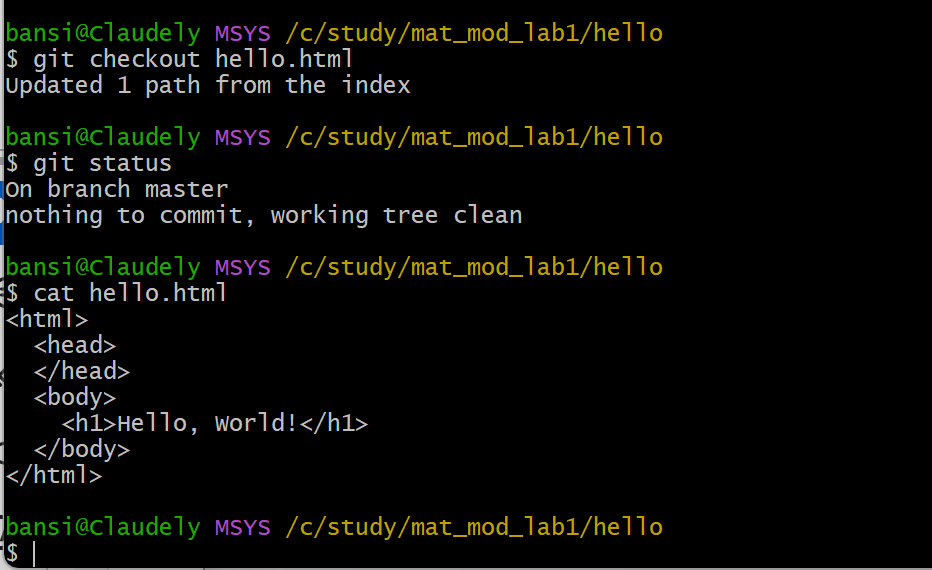 bansi@Claudely MSYS /c/study/mat_mod_lab1/hello
$ git checkout hello.html
Updated 1 path from the index
bansi@Claudely MSYS /c/study/mat_mod_lab1/hello
$ git status
On branch master
nothing to commit, working tree clean
bansi@Claudely MSYS /c/study/mat_mod_lab1/hello
$ cat hello.html
<html>
  <head>
  </head>
  <body>
    <h1>Hello, World!</h1>
  </body>
</html>
bansi@Claudely MSYS /c/study/mat_mod_lab1/hello
$